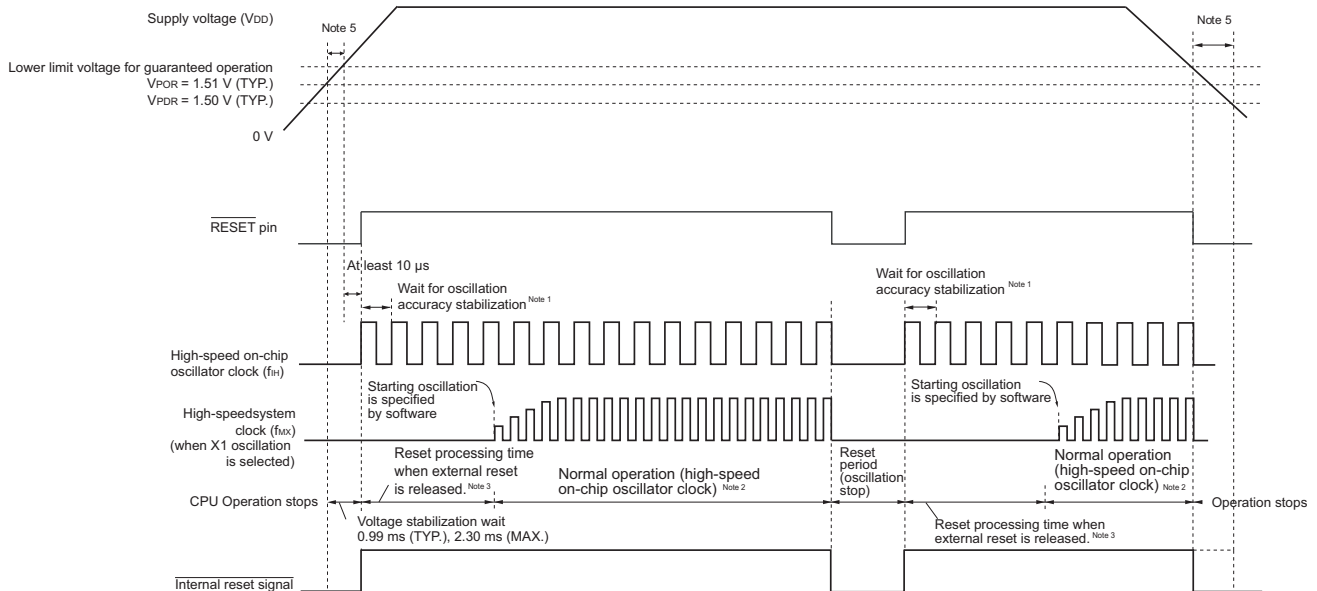 Supply voltage (VDD)
Note 5
Note 5
Lower limit voltage for guaranteed operation
VPOR = 1.51 V (TYP.)
VPDR = 1.50 V (TYP.)
0 V
RESET pin
At least 10 µs
Wait for oscillation
accuracy stabilization Note 1
Wait for oscillation
accuracy stabilization Note 1
High-speed on-chip
oscillator clock (fIH)
Starting oscillation
is specified
by software
Starting oscillation
is specified by software
High-speedsystem
clock (fMX)
(when X1 oscillation
is selected)
Reset processing time
when external reset
is released. Note 3
Normal operation (high-speed
on-chip oscillator clock) Note 2
Reset
period
(oscillation
stop)
Normal operation
(high-speed on-chip
oscillator clock) Note 2
CPU Operation stops
Operation stops
Voltage stabilization wait
0.99 ms (TYP.), 2.30 ms (MAX.)
Reset processing time when
external reset is released. Note 3
Internal reset signal